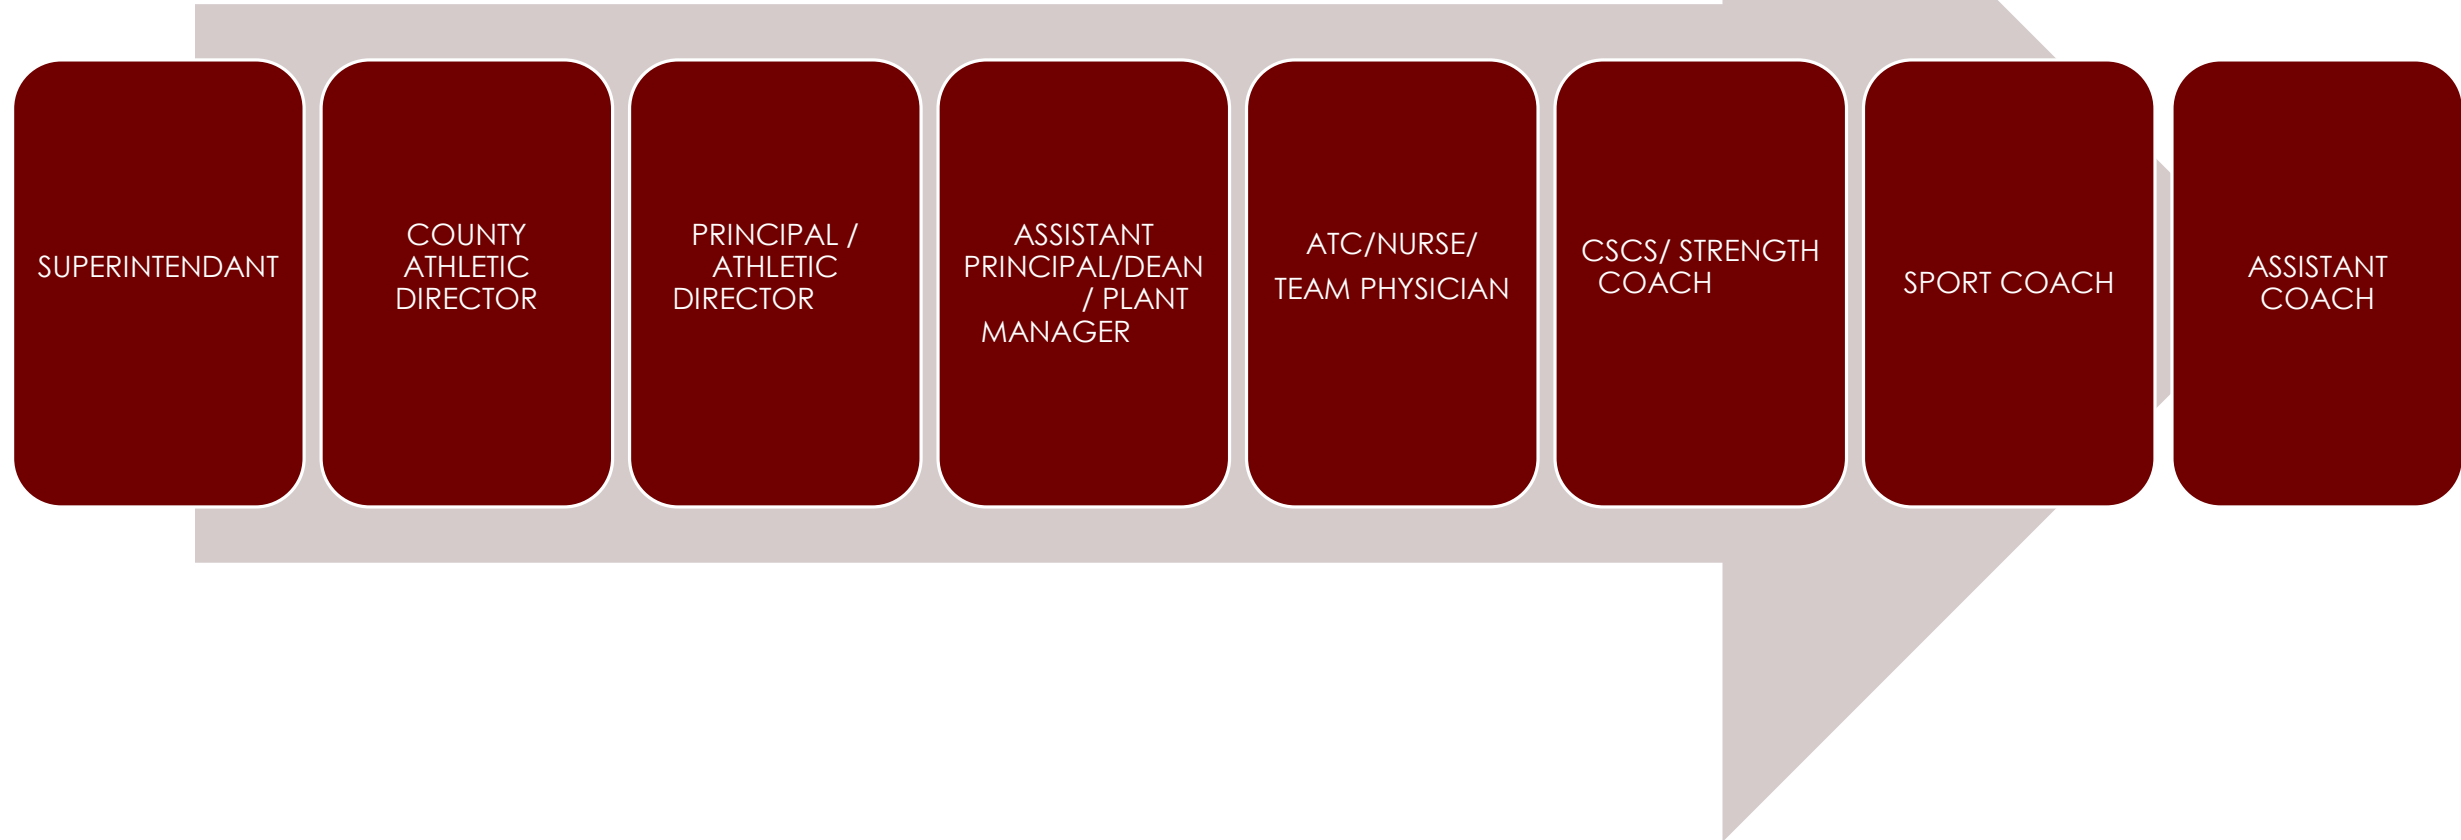 SUPERINTENDANT
COUNTY
ATHLETIC
DIRECTOR
PRINCIPAL /
ATHLETIC
DIRECTOR
ASSISTANT
PRINCIPAL/DEAN
/ PLANT
MANAGER
ATC/NURSE/
TEAM PHYSICIAN
CSCS/ STRENGTH
COACH
SPORT COACH
ASSISTANT
COACH